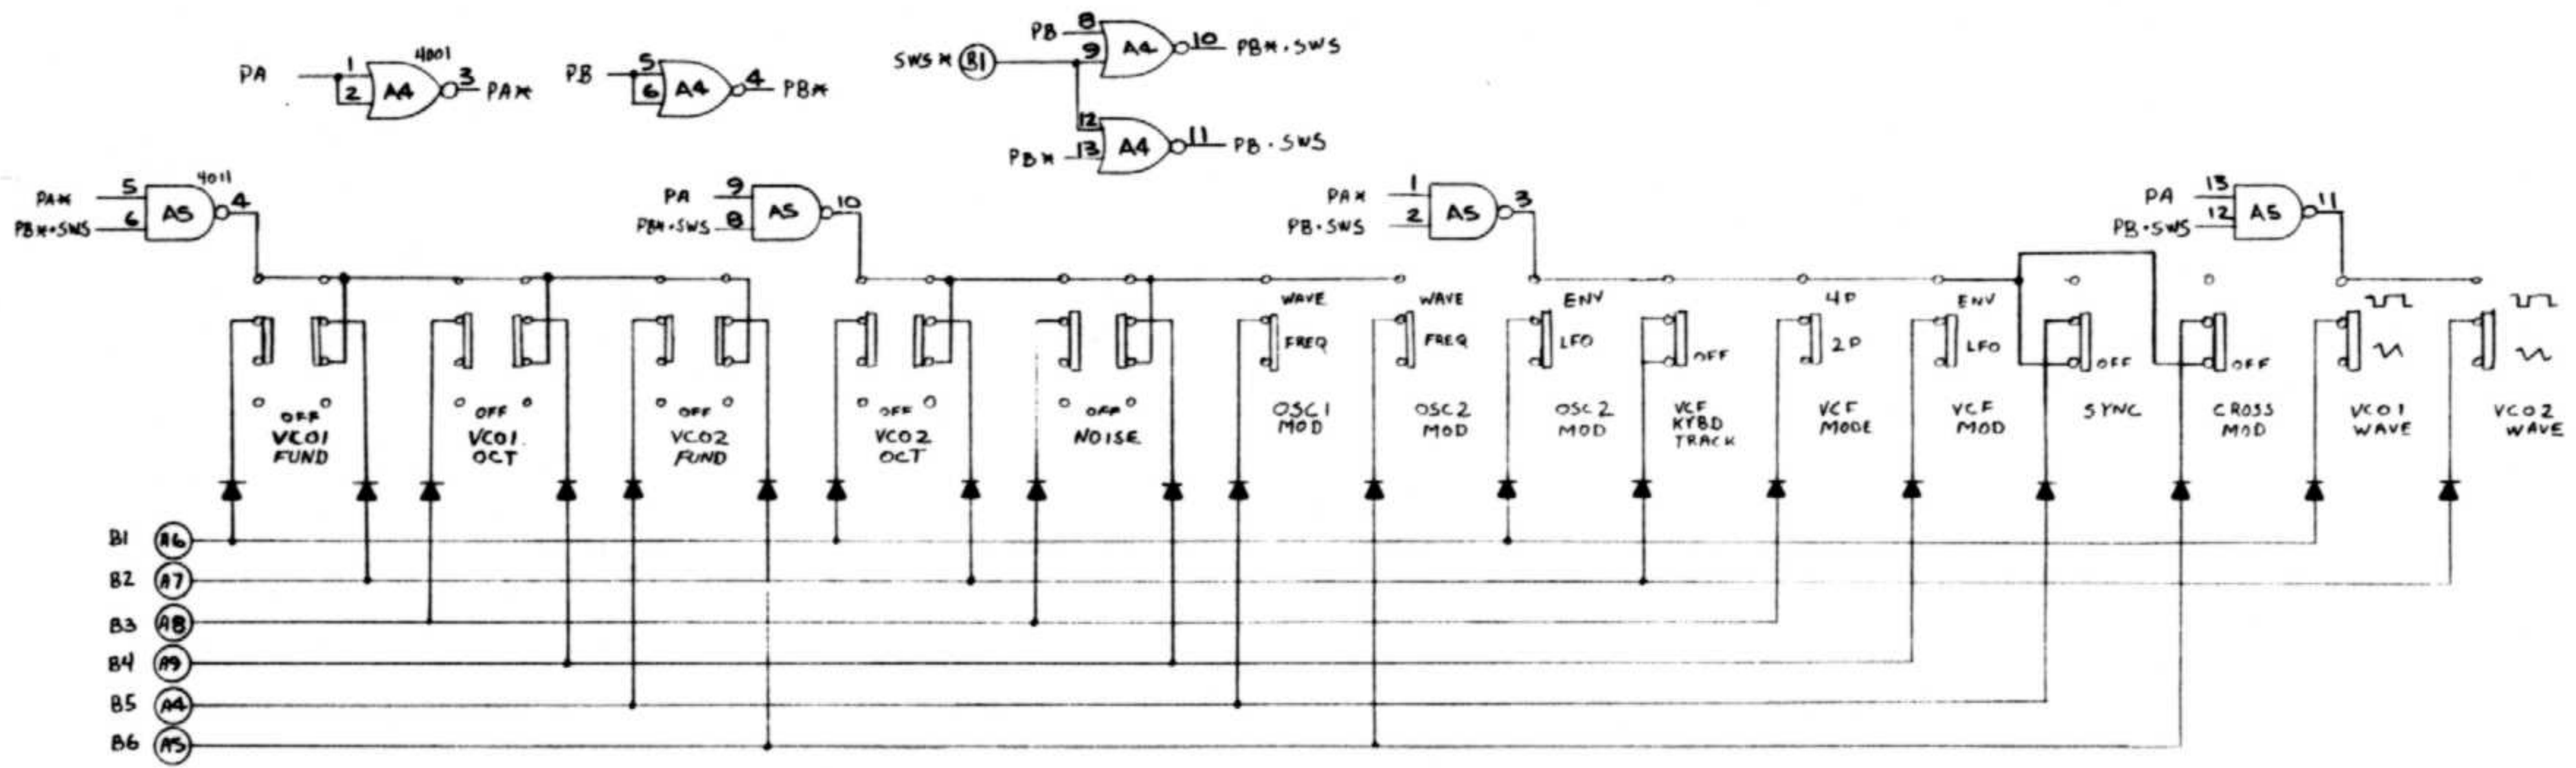 PA 1 2 A4 4001 3 PA*
PB 5 6 A4 4 PB*
SWS* B1
PB 8 9 A4 10 PB*.SWS
PB* 12 13 A4 11 PB.SWS
PA* 5 A5 4011 4
PB*.SWS 6
PA 9 A5 10
PB*.SWS 8
PA* 1 A5 3
PB.SWS 2
PA 13 A5 11
PB.SWS 12
OFF
VCO1
FUND
OFF
VCO1
OCT
OFF
VCO2
FUND
OFF
VCO2
OCT
OFF
NOISE
WAVE
FREQ
OSC1
MOD
WAVE
FREQ
OSC2
MOD
ENV
LFO
OSC2
MOD
OFF
VCF
KYBD
TRACK
4P
2P
VCF
MODE
ENV
LFO
VCF
MOD
OFF
SYNC
OFF
CROSS
MOD
VCO1
WAVE
VCO2
WAVE
B1 A6
B2 A7
B3 A8
B4 A9
B5 A4
B6 A5